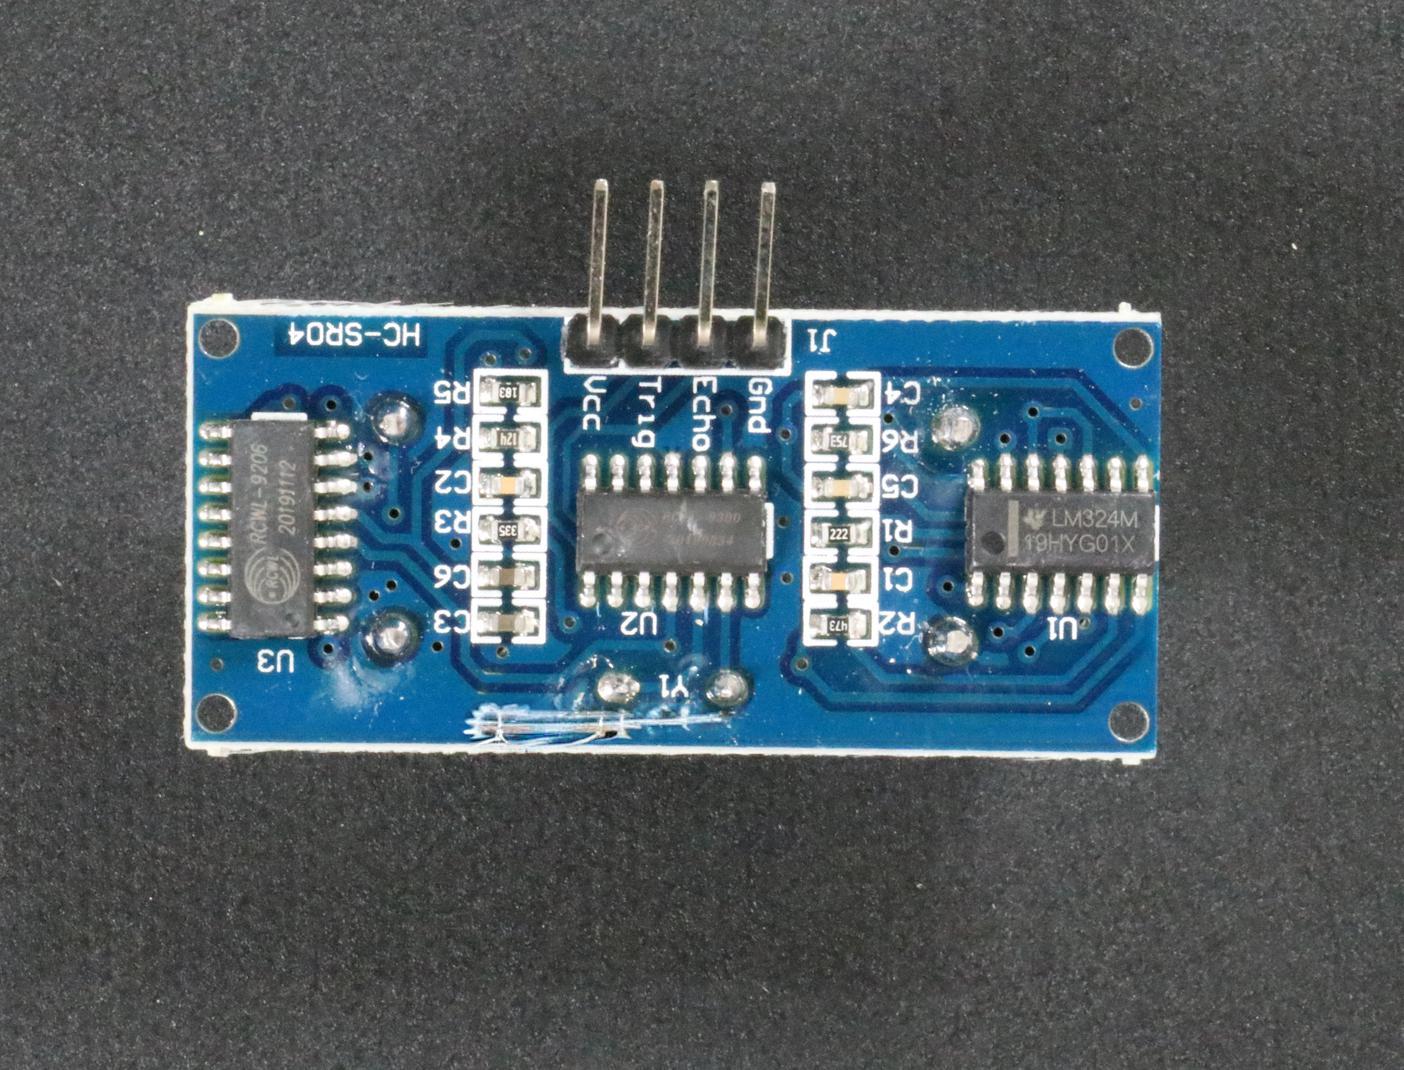 HC-SR04
J1
Vcc
Trig
Echo
Gnd
R5
183
R4
124
C2
R3
335
C6
C3
C4
R6
753
C5
R1
222
C1
R2
473
RCWL-9206
20191112
RCWL
U3
U2
Y1
LM324M
19HYG01X
U1